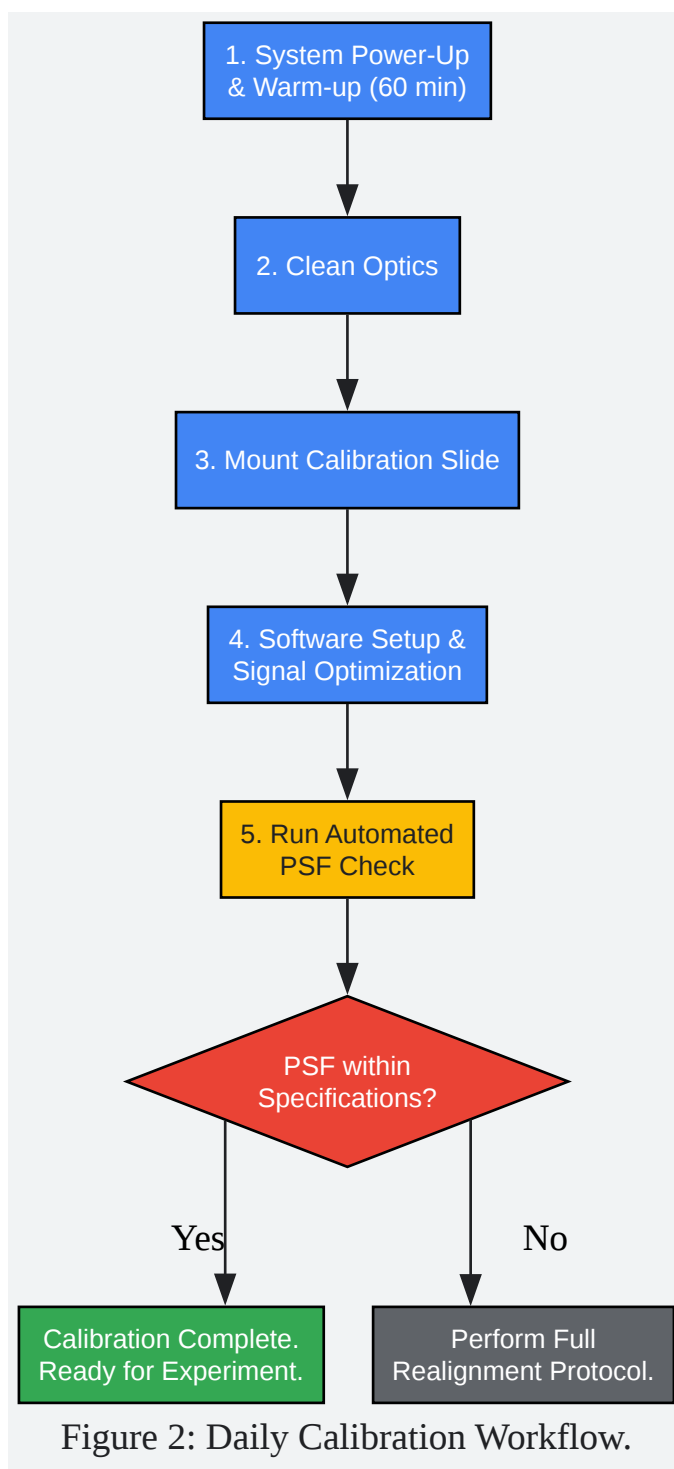 1. System Power-Up
& Warm-up (60 min)
2. Clean Optics
3. Mount Calibration Slide
4. Software Setup &
Signal Optimization
5. Run Automated
PSF Check
PSF within
Specifications?
Yes
No
Calibration Complete.
Ready for Experiment.
Perform Full
Realignment Protocol.
Figure 2: Daily Calibration Workflow.